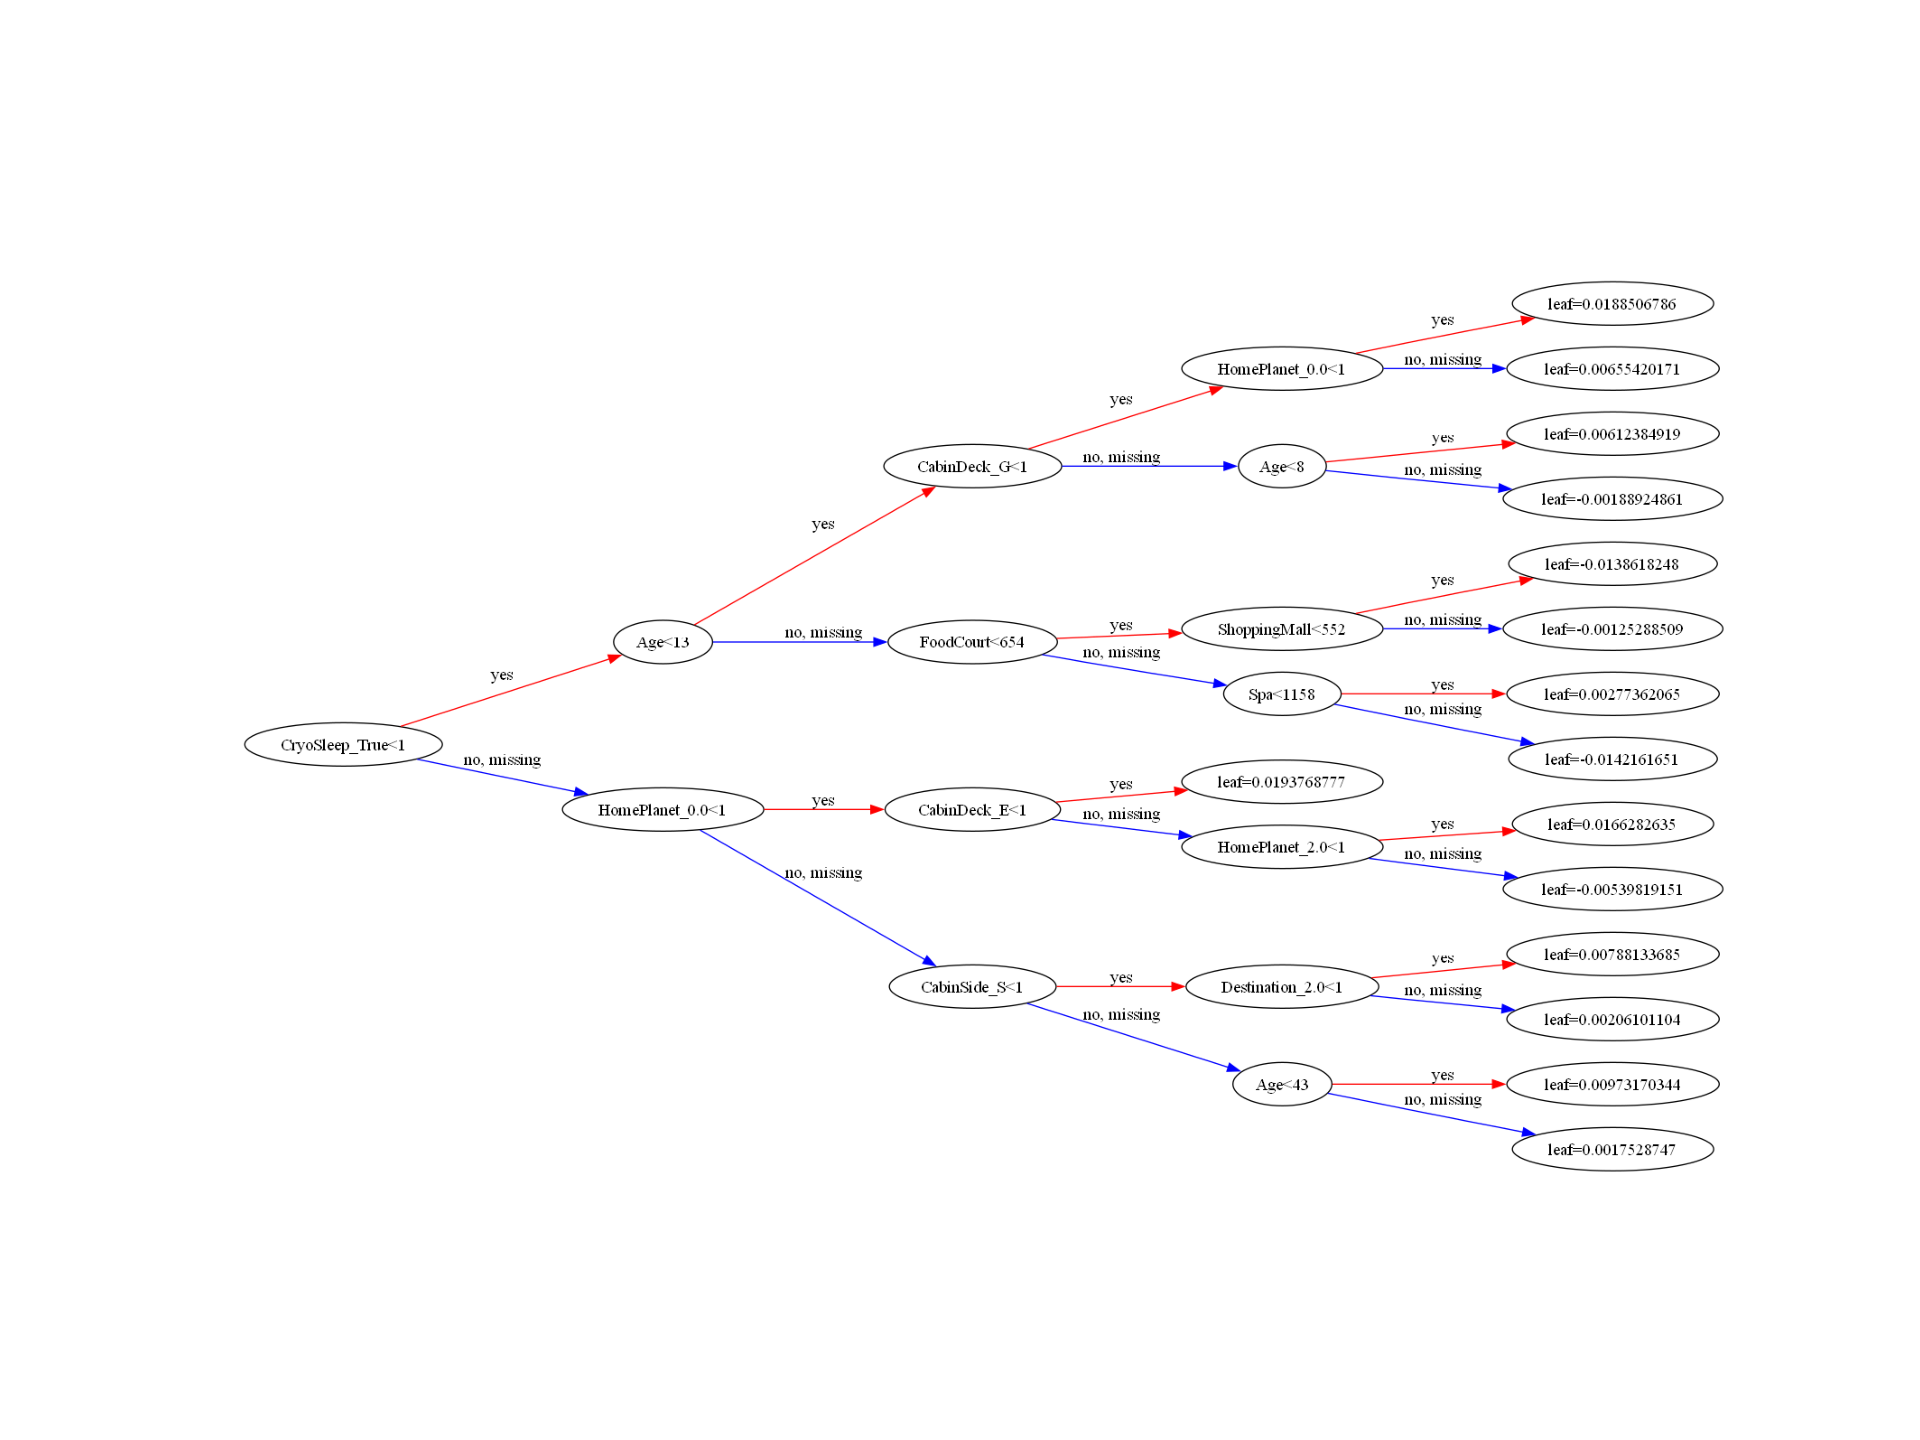 leaf=0.0188506786
yes
HomePlanet_0.0<1
no, missing
leaf=0.00655420171
yes
leaf=0.00612384919
yes
CabinDeck_G<1
no, missing
Age<8
no, missing
leaf=-0.00188924861
yes
leaf=-0.0138618248
yes
ShoppingMall<552
no, missing
leaf=-0.00125288509
yes
Age<13
no, missing
FoodCourt<654
no, missing
yes
Spa<1158
yes
leaf=0.00277362065
no, missing
leaf=-0.0142161651
CryoSleep_True<1
no, missing
yes
leaf=0.0193768777
HomePlanet_0.0<1
yes
CabinDeck_E<1
no, missing
yes
leaf=0.0166282635
HomePlanet_2.0<1
no, missing
leaf=-0.00539819151
no, missing
yes
leaf=0.00788133685
CabinSide_S<1
yes
Destination_2.0<1
no, missing
leaf=0.00206101104
no, missing
Age<43
yes
leaf=0.00973170344
no, missing
leaf=0.0017528747